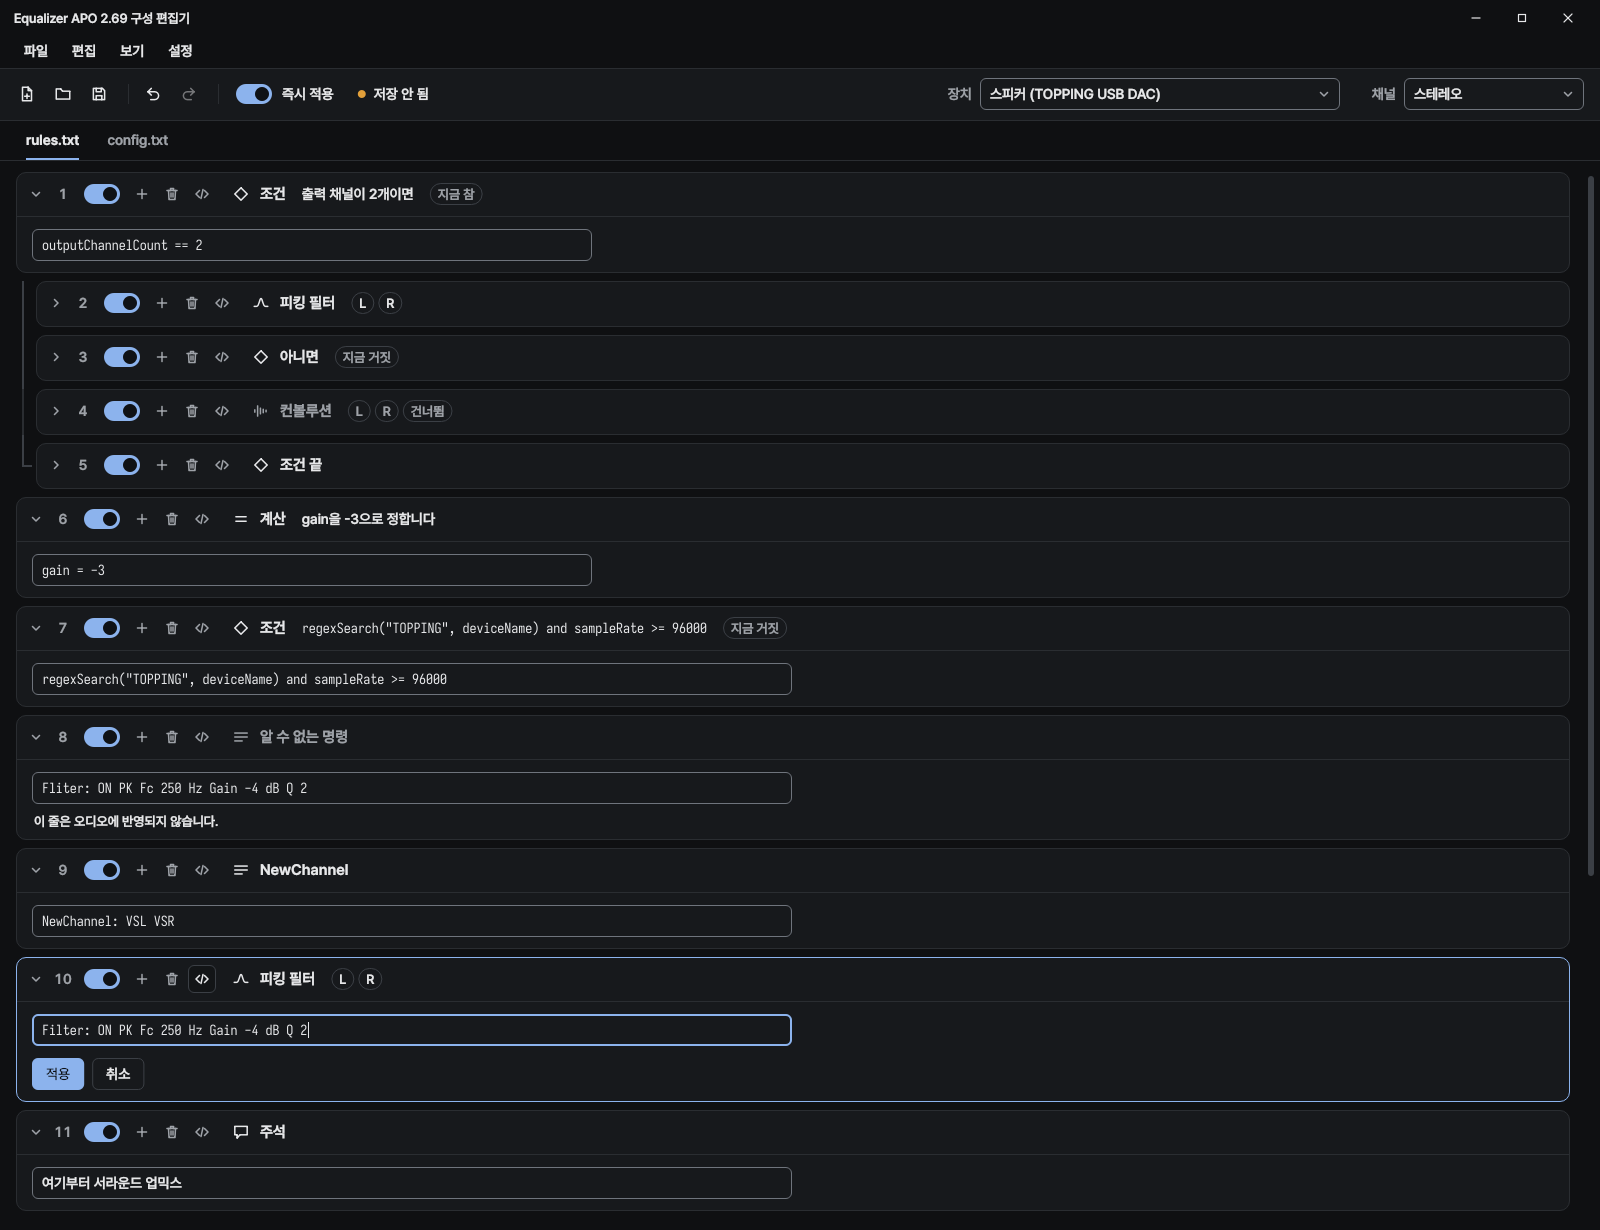 Equalizer APO 2.69 구성 편집기
파일 편집 보기 설정
즉시 적용 저장 안 됨 장치 스피커 (TOPPING USB DAC) 채널 스테레오
rules.txt config.txt
1 조건 출력 채널이 2개이면 지금 참
outputChannelCount == 2
2 피킹 필터 L R
3 아니면 지금 거짓
4 컨볼루션 L R 건너뜀
5 조건 끝
6 계산 gain을 -3으로 정합니다
gain = -3
7 조건 regexSearch("TOPPING", deviceName) and sampleRate >= 96000 지금 거짓
regexSearch("TOPPING", deviceName) and sampleRate >= 96000
8 알 수 없는 명령
Fliter: ON PK Fc 250 Hz Gain -4 dB Q 2
이 줄은 오디오에 반영되지 않습니다.
9 NewChannel
NewChannel: VSL VSR
10 피킹 필터 L R
Filter: ON PK Fc 250 Hz Gain -4 dB Q 2
적용 취소
11 주석
여기부터 서라운드 업믹스